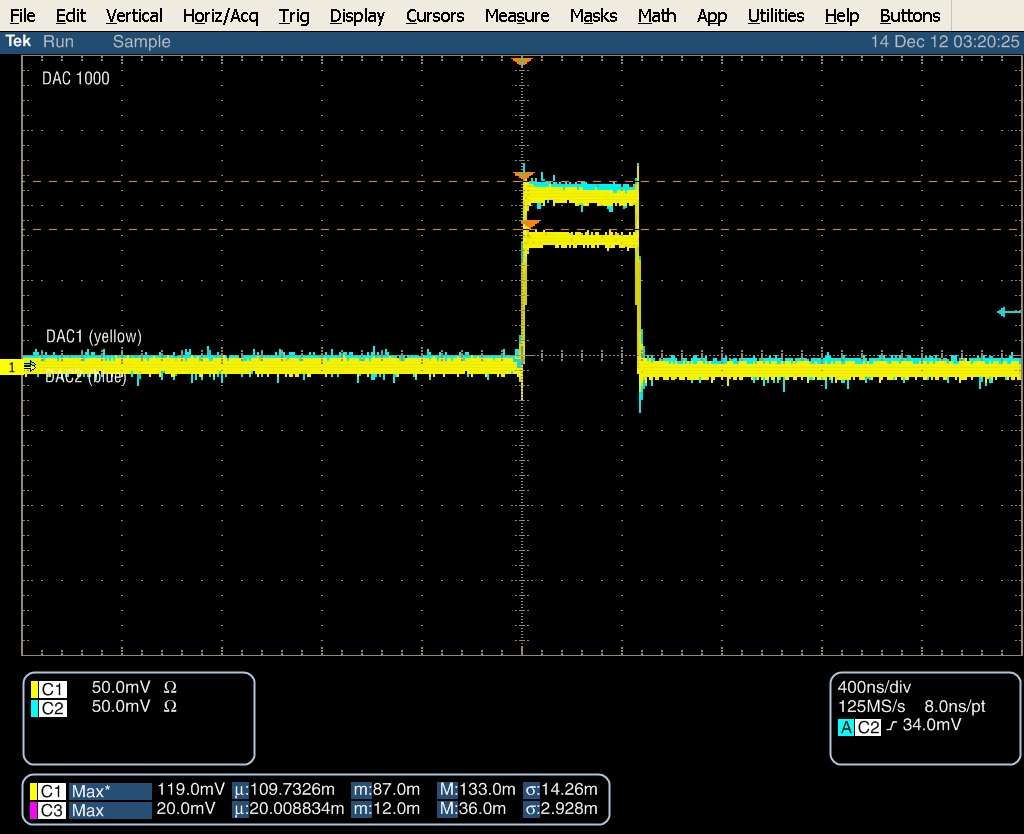 File Edit Vertical Horiz/Acq Trig Display Cursors Measure Masks Math App Utilities Help Buttons
Tek Run Sample 14 Dec 12 03:20:25
DAC 1000
DAC1 (yellow)
1
DAC2 (blue)
C1 50.0mV Ω
C2 50.0mV Ω
400ns/div
125MS/s 8.0ns/pt
A C2 34.0mV
C1 Max* 119.0mV µ:109.7326m m:87.0m M:133.0m σ:14.26m
C3 Max 20.0mV µ:20.008834m m:12.0m M:36.0m σ:2.928m